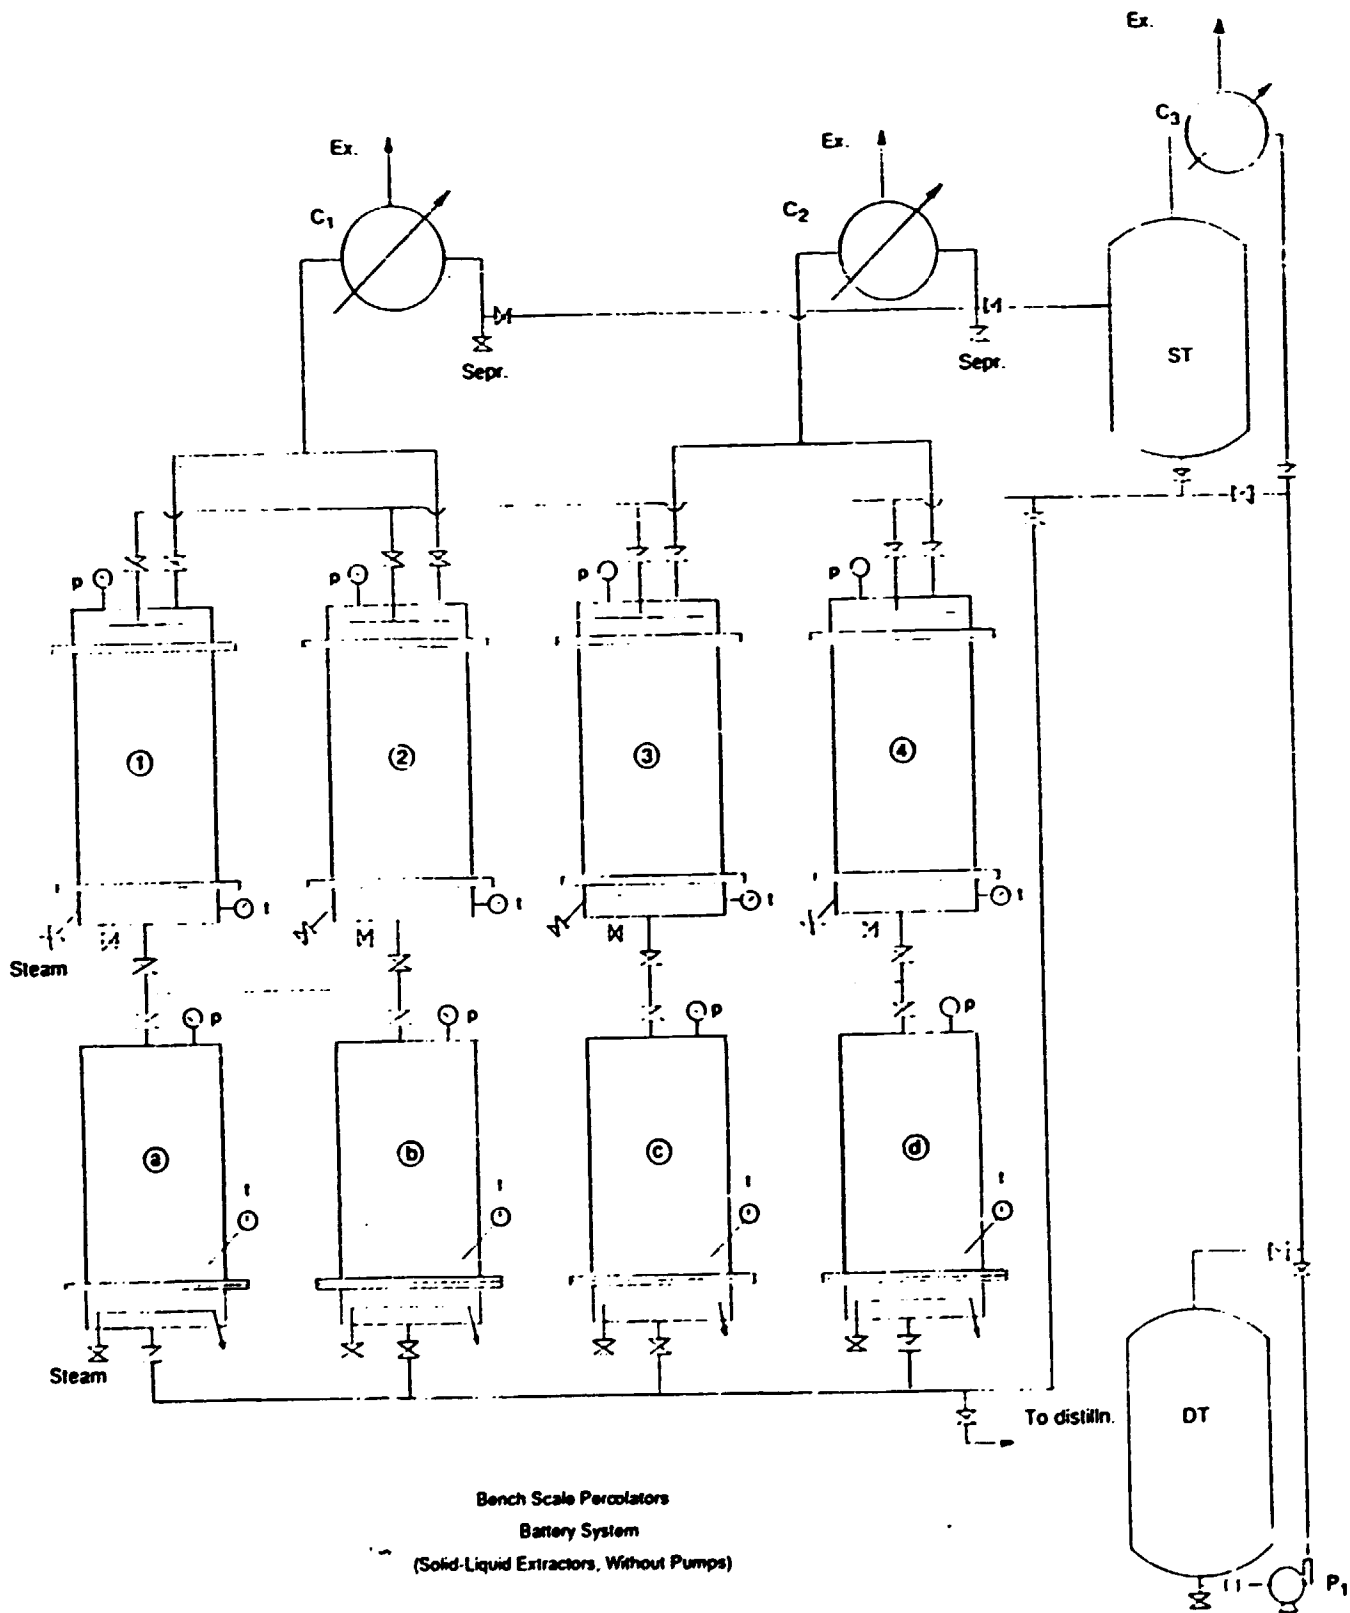 Ex.
C3
Ex.
Ex.
C1
C2
Sepr.
Sepr.
ST
p
p
p
p
1
2
3
4
t
t
t
t
Steam
p
p
p
p
a
b
c
d
t
t
t
t
Steam
To distilln.
DT
Bench Scale Percolators
Battery System
(Solid-Liquid Extractors, Without Pumps)
P1